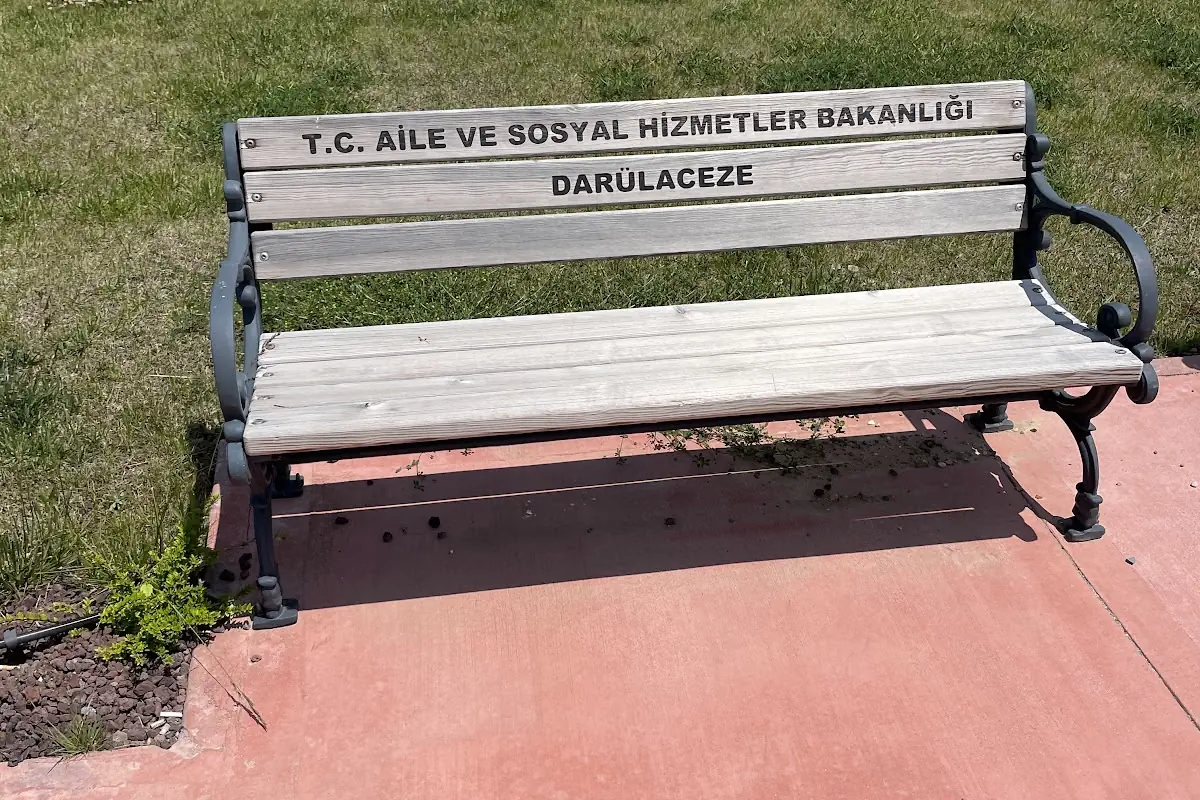 T.C. AİLE VE SOSYAL HİZMETLER BAKANLIĞI
DARÜLACEZE